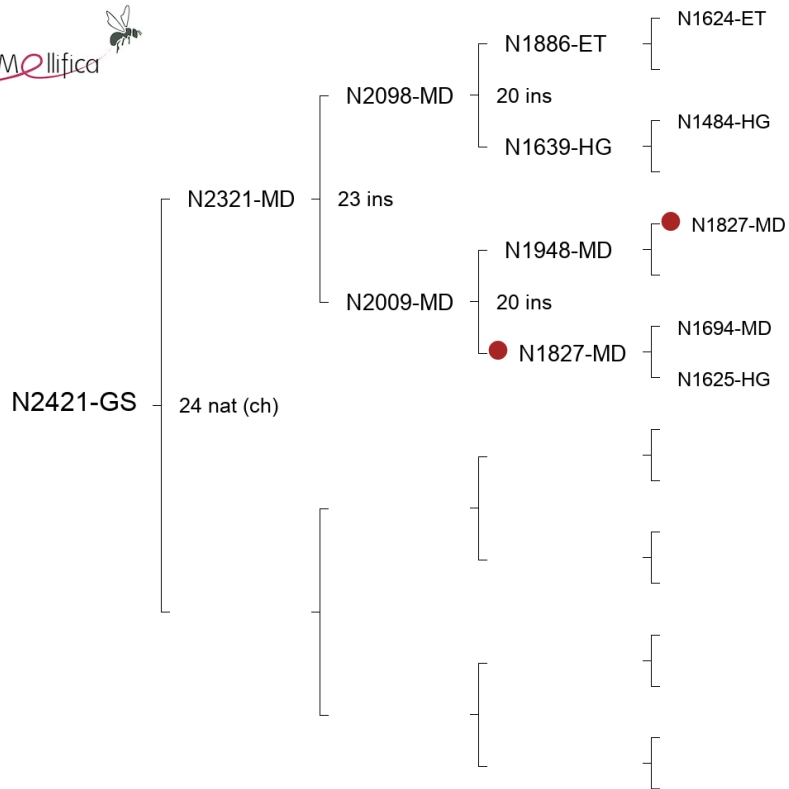 Mellifica
N1624-ET
N1886-ET
N2098-MD
20 ins
N1484-HG
N1639-HG
N2321-MD
23 ins
N1827-MD
N1948-MD
N2009-MD
20 ins
N1694-MD
N1827-MD
N1625-HG
N2421-GS
24 nat (ch)